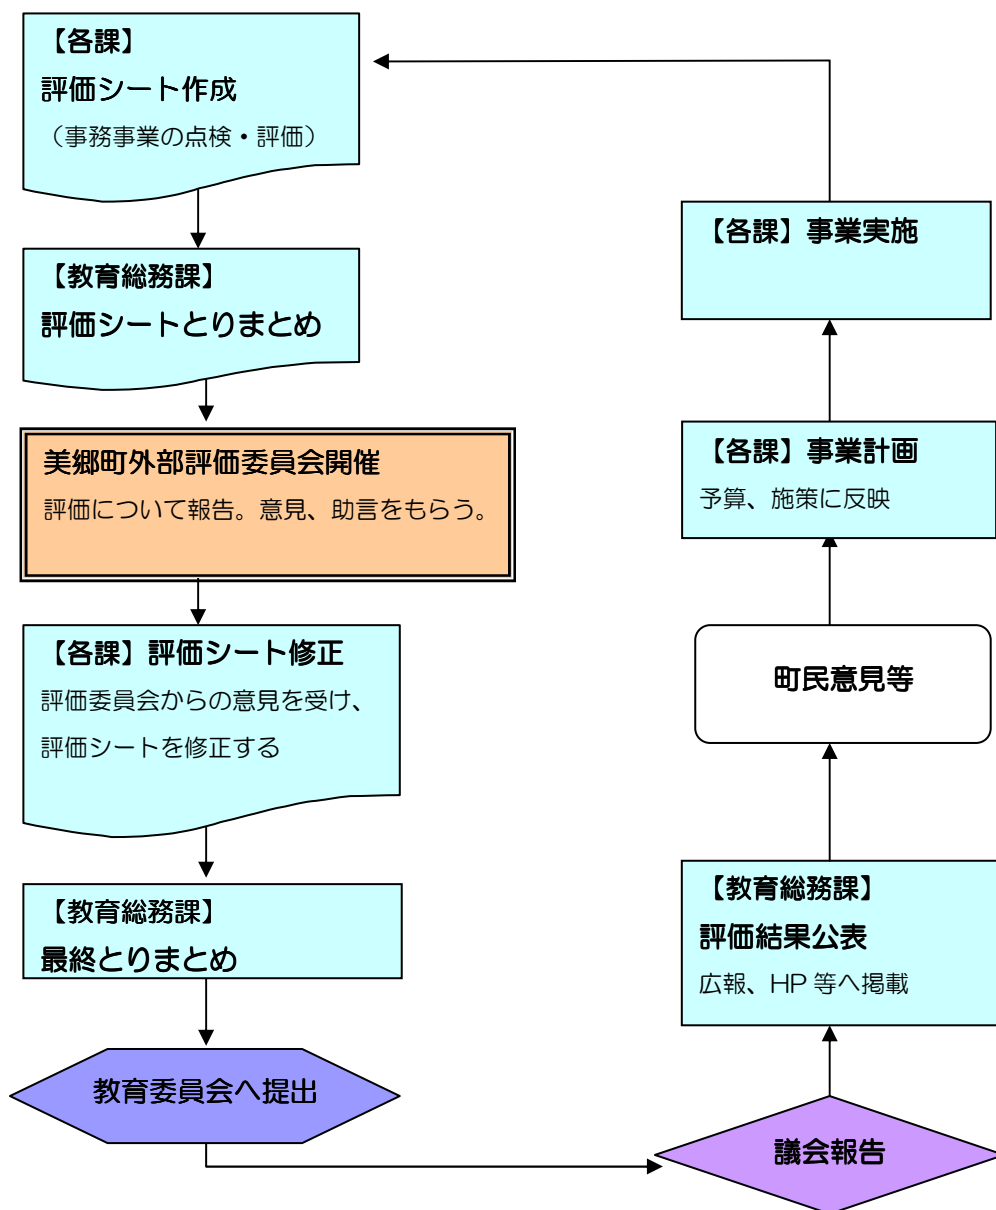 【各課】
評価シート作成
（事務事業の点検・評価）
【教育総務課】
評価シートとりまとめ
美郷町外部評価委員会開催
評価について報告。意見、助言をもらう。
【各課】評価シート修正
評価委員会からの意見を受け、
評価シートを修正する
【教育総務課】
最終とりまとめ
教育委員会へ提出
議会報告
【教育総務課】
評価結果公表
広報、HP 等へ掲載
町民意見等
【各課】事業計画
予算、施策に反映
【各課】事業実施